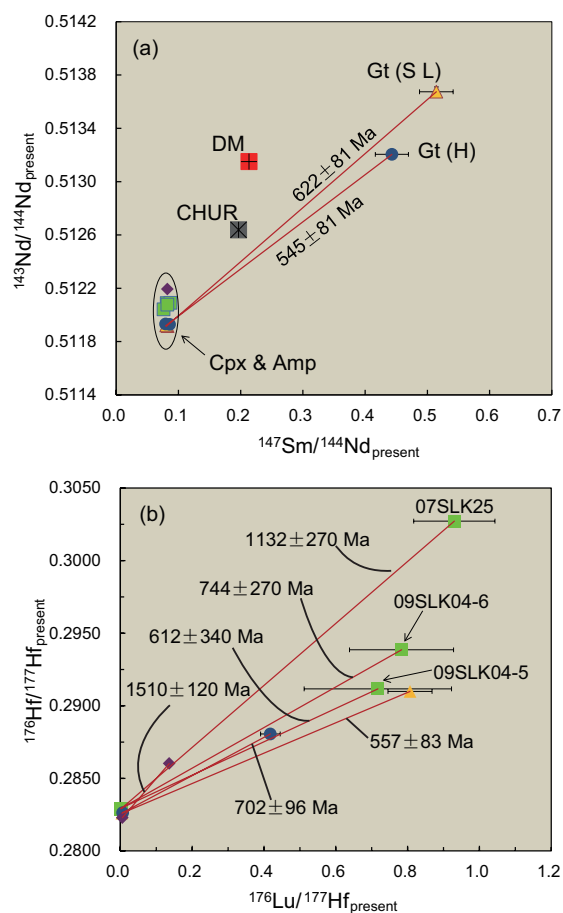 (a)
0.5142
0.5138
0.5134
0.5130
0.5126
0.5122
0.5118
0.5114
143Nd/144Ndpresent
Gt (S L)
Gt (H)
DM
CHUR
622±81 Ma
545±81 Ma
Cpx & Amp
0.0 0.1 0.2 0.3 0.4 0.5 0.6 0.7
147Sm/144Ndpresent
(b)
0.3050
0.3000
0.2950
0.2900
0.2850
0.2800
176Hf/177Hfpresent
07SLK25
1132±270 Ma
744±270 Ma
09SLK04-6
612±340 Ma
09SLK04-5
1510±120 Ma
557±83 Ma
702±96 Ma
0.0 0.2 0.4 0.6 0.8 1.0 1.2
176Lu/177Hfpresent